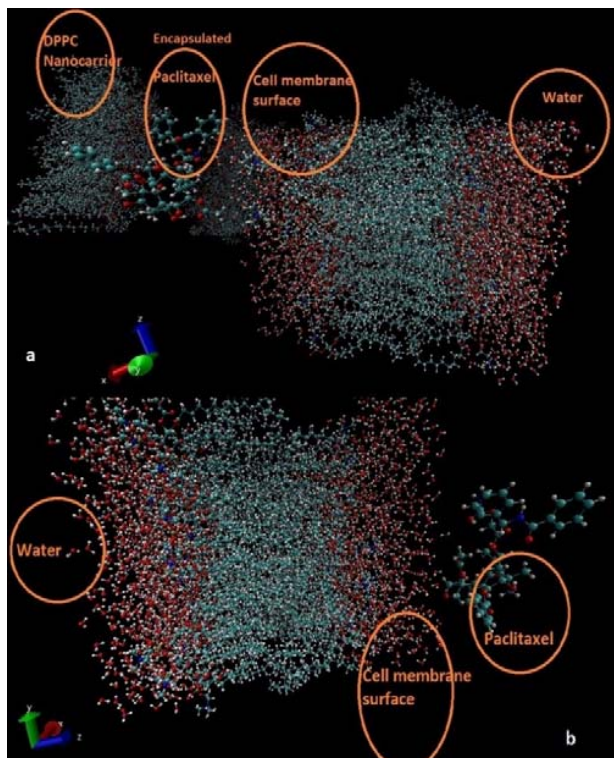 DPPC
Nanocarrier
Encapsulated
Paclitaxel
Cell membrane
surface
Water
z
x
y
a
Water
Paclitaxel
Cell membrane
surface
y
x
z
b